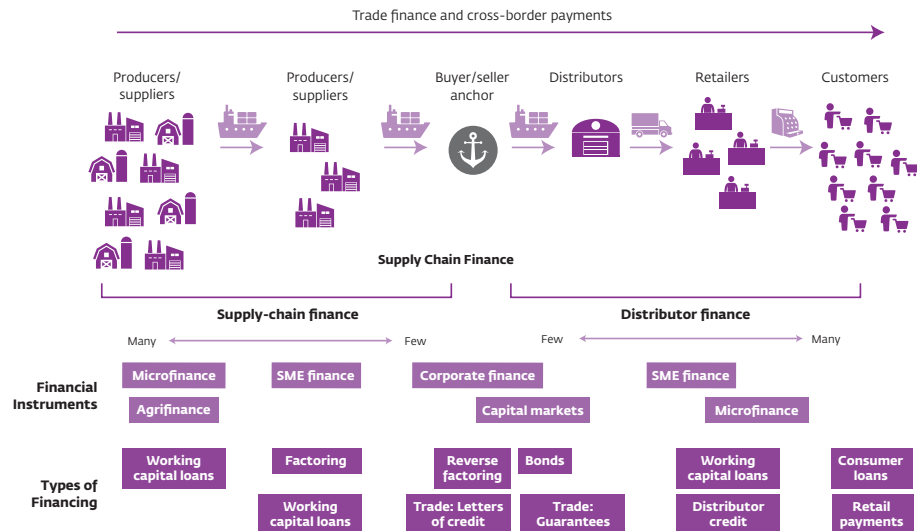 Trade finance and cross-border payments
Producers/
suppliers
Producers/
suppliers
Buyer/seller
anchor
Distributors
Retailers
Customers
Supply Chain Finance
Supply-chain finance
Distributor finance
Many
Few
Few
Many
Financial
Instruments
Microfinance
SME finance
Corporate finance
SME finance
Agrifinance
Capital markets
Microfinance
Types of
Financing
Working
capital loans
Factoring
Reverse
factoring
Bonds
Working
capital loans
Consumer
loans
Working
capital loans
Trade: Letters
of credit
Trade:
Guarantees
Distributor
credit
Retail
payments